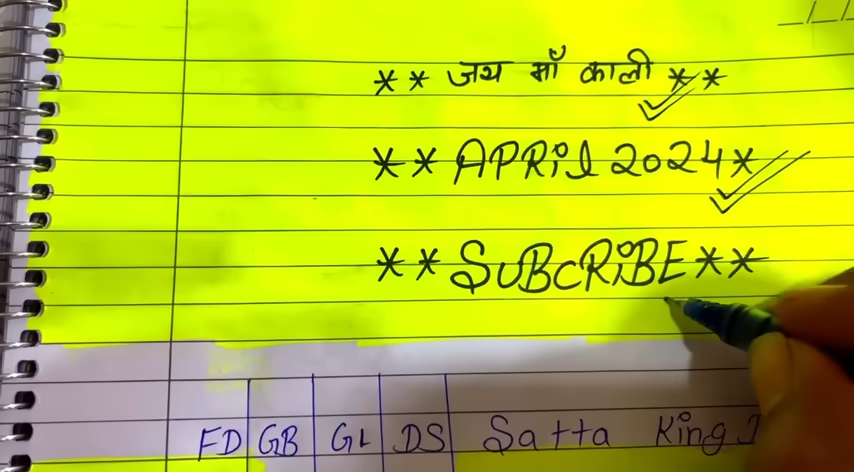 _/_/
** जय माँ काली **
** APRil 2024*
** SUBCRiBE**
FD GB GL DS Satta King